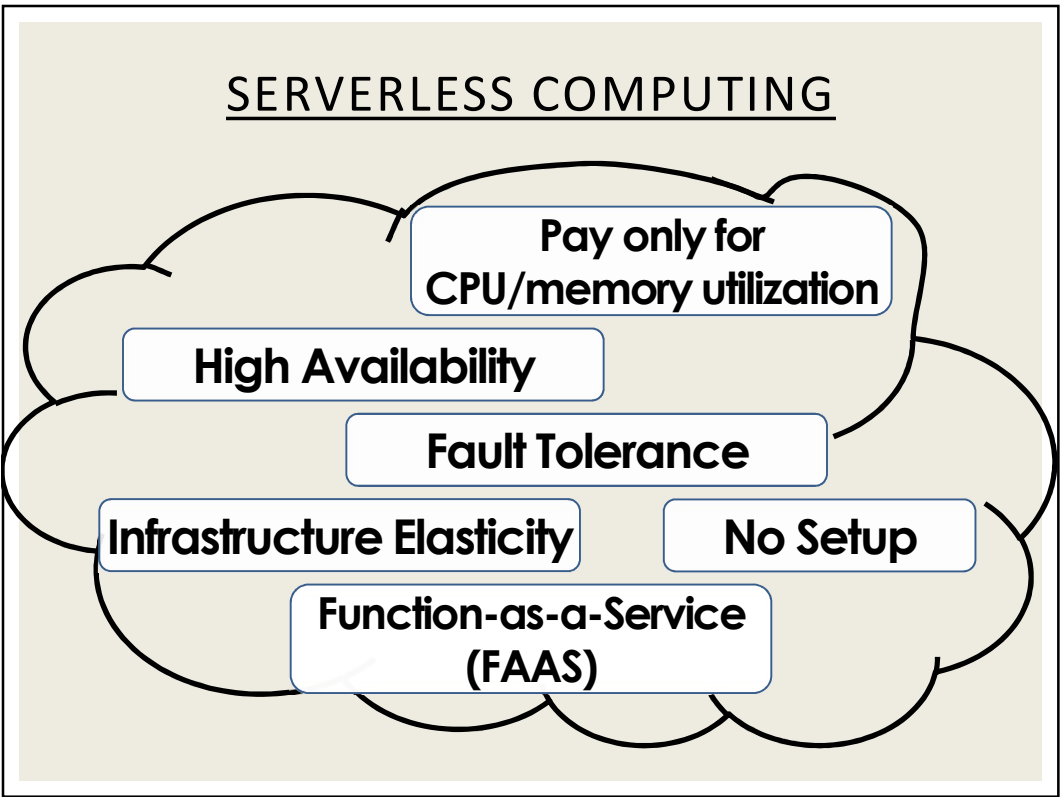 SERVERLESS COMPUTING
Pay only for
CPU/memory utilization
High Availability
Fault Tolerance
Infrastructure Elasticity
No Setup
Function-as-a-Service
(FAAS)